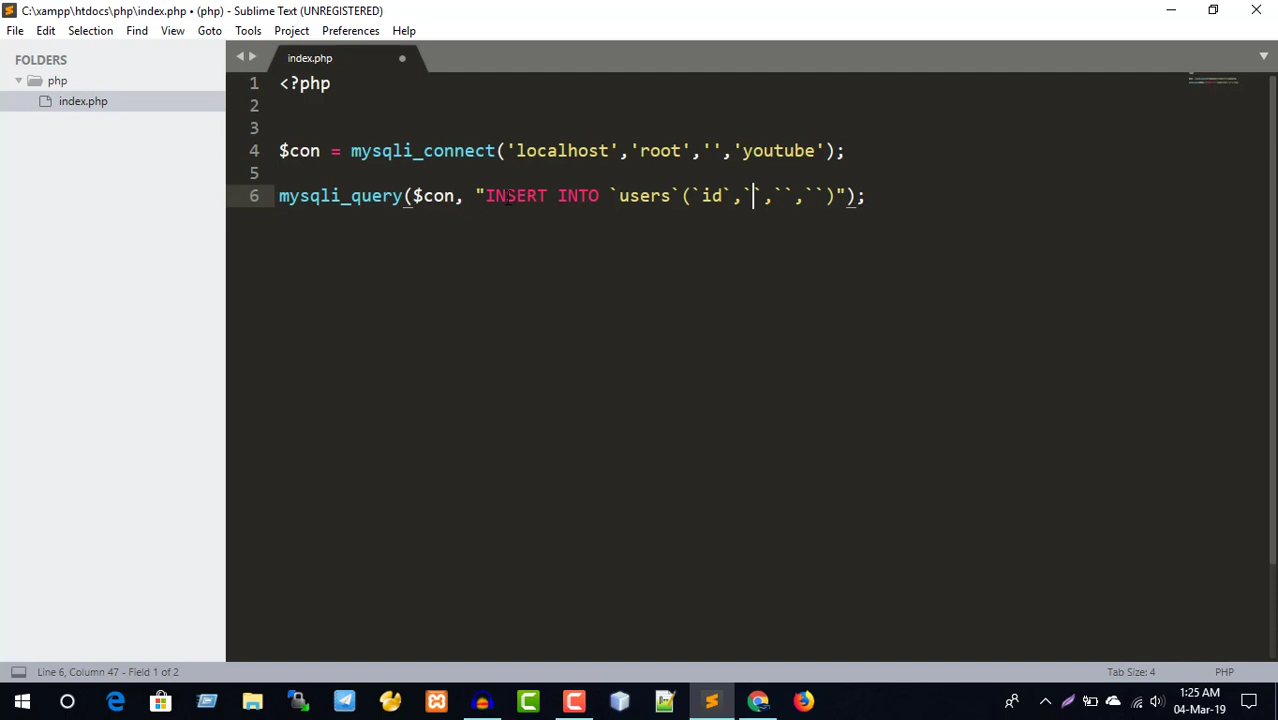 C:\xampp\htdocs\php\index.php • (php) - Sublime Text (UNREGISTERED)
File Edit Selection Find View Goto Tools Project Preferences Help
FOLDERS
php
index.php
index.php
1 <?php
2
3
4 $con = mysqli_connect('localhost','root','','youtube');
5
6 mysqli_query($con, "INSERT INTO `users`(`id`,``,``,``)");
Line 6, Column 47 - Field 1 of 2
Tab Size: 4
PHP
1:25 AM
04-Mar-19